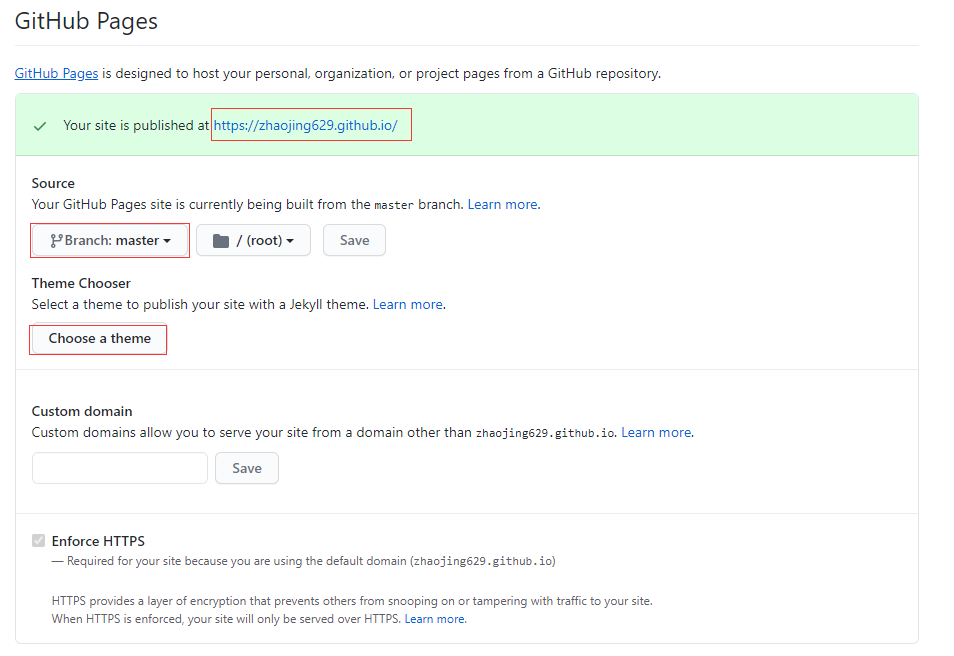 GitHub Pages
GitHub Pages is designed to host your personal, organization, or project pages from a GitHub repository.
Your site is published at https://zhaojing629.github.io/
Source
Your GitHub Pages site is currently being built from the master branch. Learn more.
Branch: master / (root) Save
Theme Chooser
Select a theme to publish your site with a Jekyll theme. Learn more.
Choose a theme
Custom domain
Custom domains allow you to serve your site from a domain other than zhaojing629.github.io. Learn more.
Save
Enforce HTTPS
— Required for your site because you are using the default domain (zhaojing629.github.io)
HTTPS provides a layer of encryption that prevents others from snooping on or tampering with traffic to your site.
When HTTPS is enforced, your site will only be served over HTTPS. Learn more.